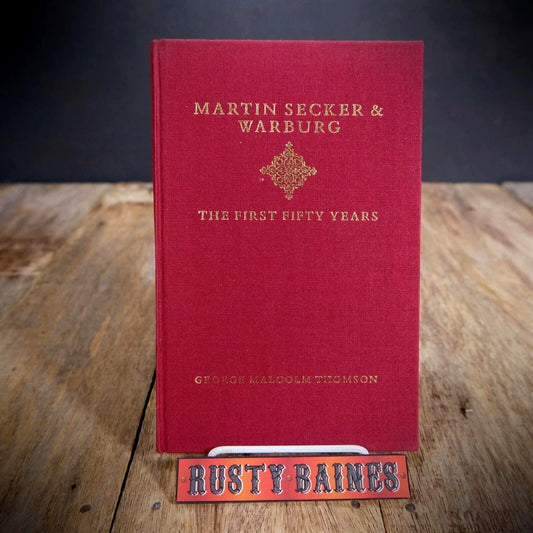 MARTIN SECKER &
WARBURG
THE FIRST FIFTY YEARS
GEORGE MALCOLM THOMSON
RUSTY BAINES